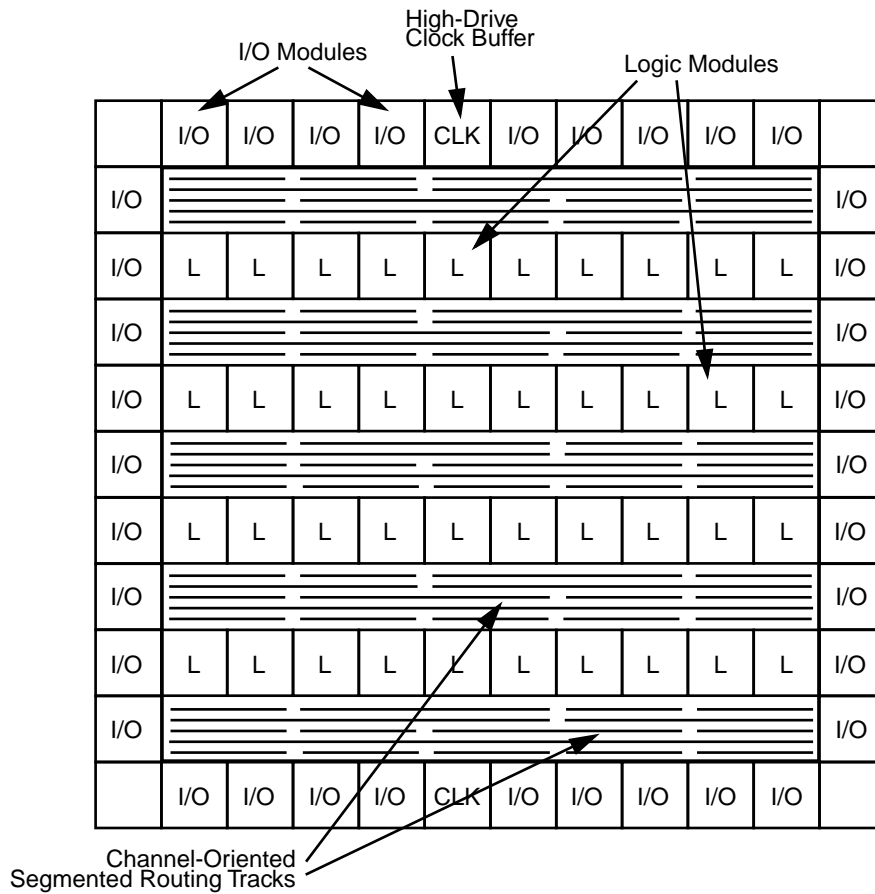 High-Drive
Clock Buffer
I/O Modules
Logic Modules
I/O I/O I/O I/O CLK I/O I/O I/O I/O I/O
I/O I/O
I/O L L L L L L L L L L I/O
I/O I/O
I/O L L L L L L L L L L I/O
I/O I/O
I/O L L L L L L L L L L I/O
I/O I/O
I/O L L L L L L L L L L I/O
I/O I/O
I/O I/O I/O I/O CLK I/O I/O I/O I/O I/O
Channel-Oriented
Segmented Routing Tracks